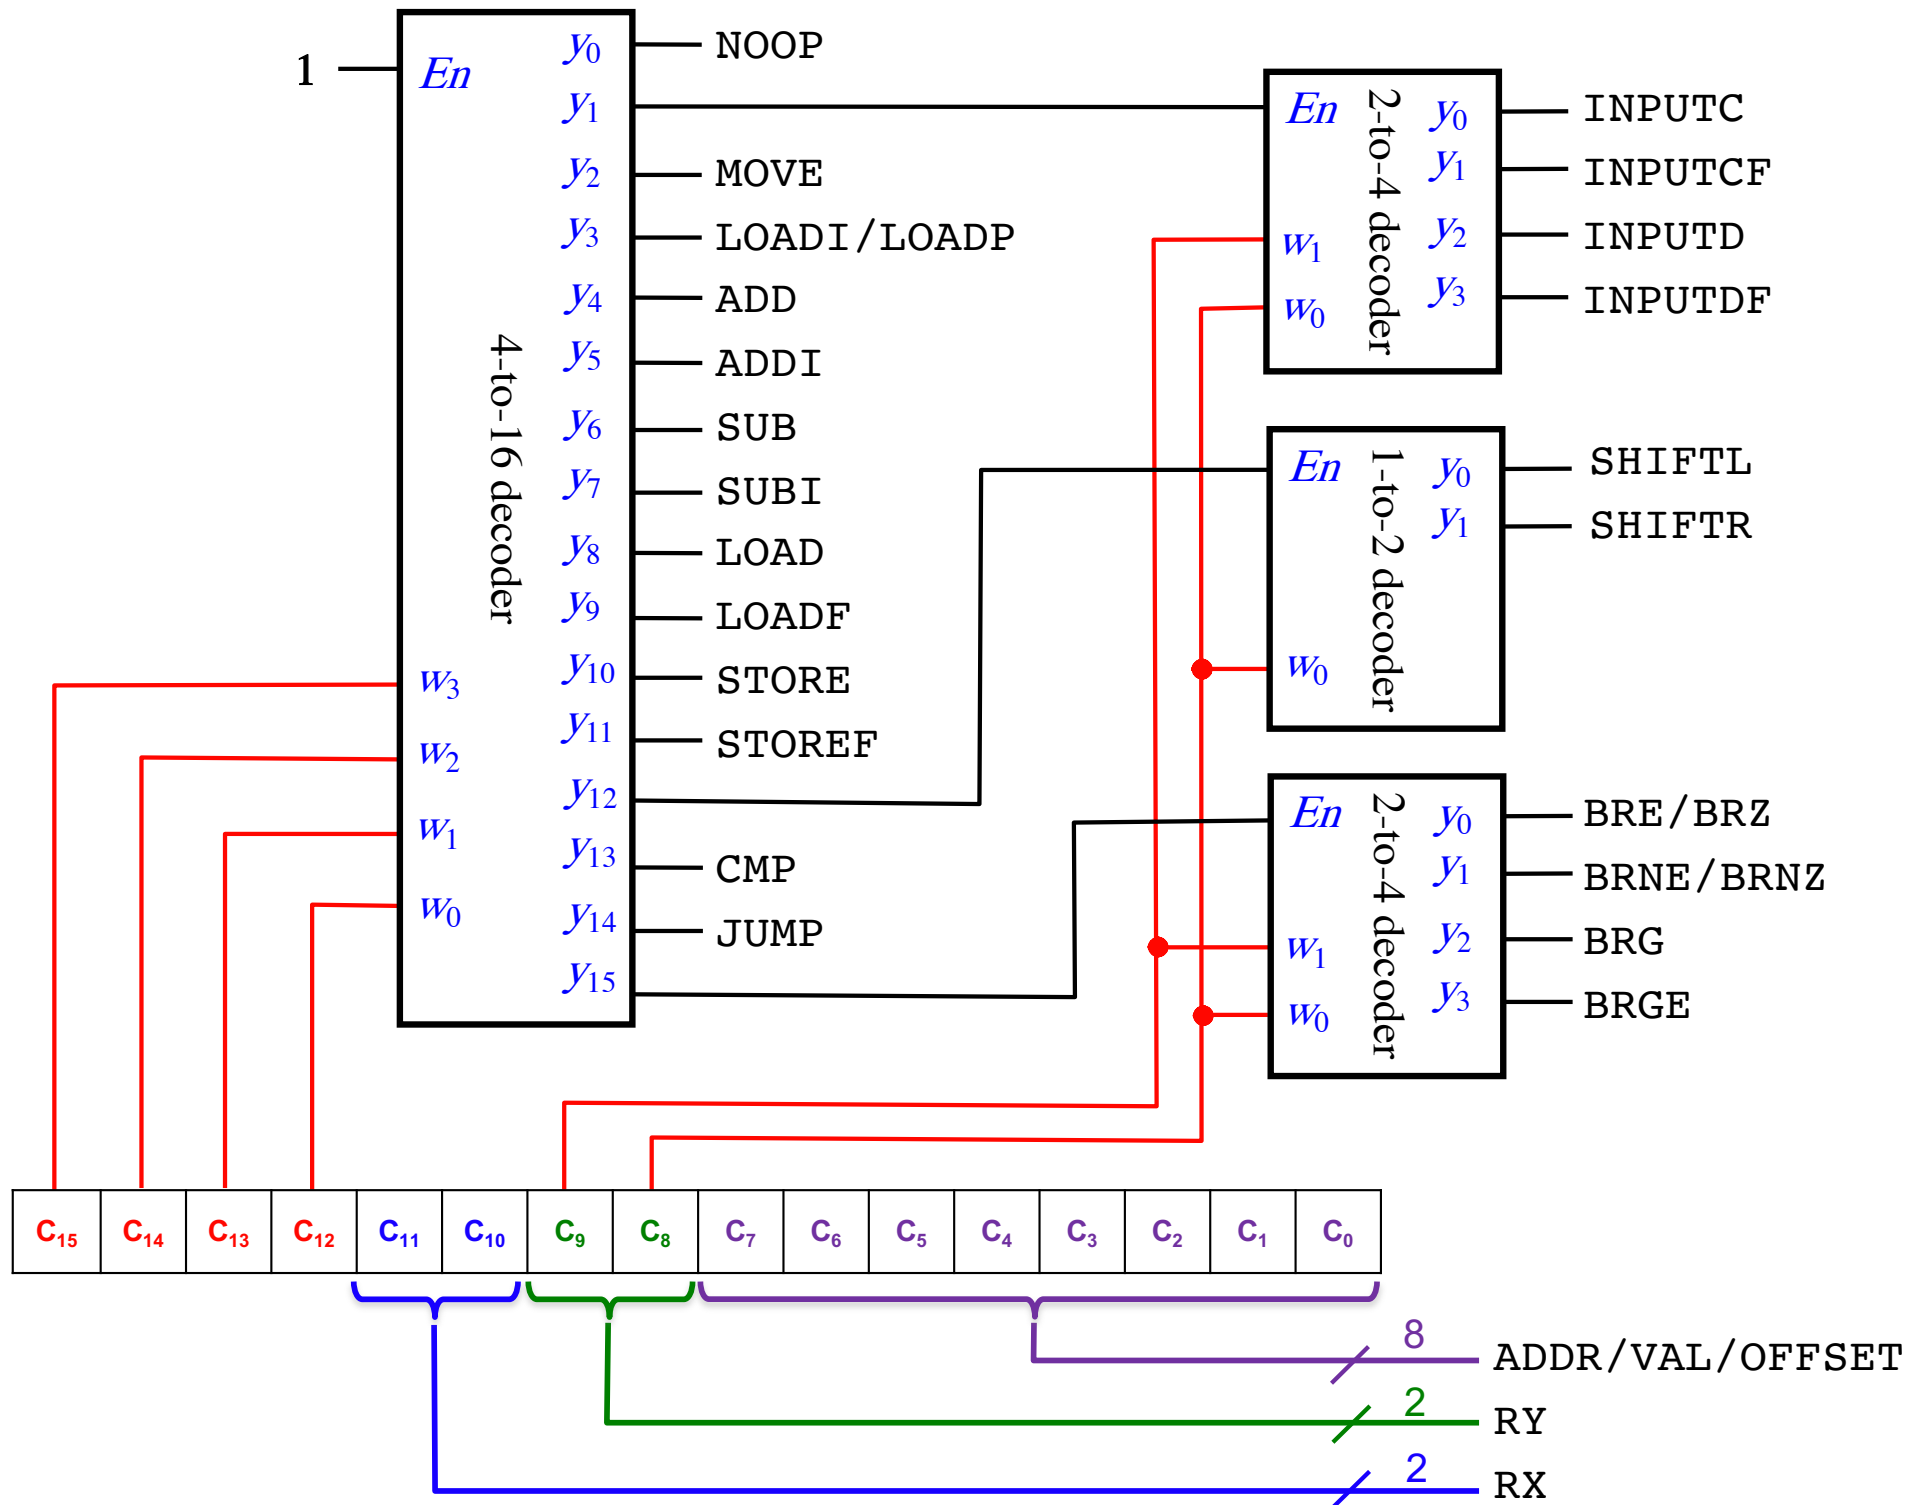 1
4-to-16 decoder
En
w3
w2
w1
w0
y0 NOOP
y1
y2 MOVE
y3 LOADI/LOADP
y4 ADD
y5 ADDI
y6 SUB
y7 SUBI
y8 LOAD
y9 LOADF
y10 STORE
y11 STOREF
y12
y13 CMP
y14 JUMP
y15
2-to-4 decoder
En
w1
w0
y0 INPUTC
y1 INPUTCF
y2 INPUTD
y3 INPUTDF
1-to-2 decoder
En
w0
y0 SHIFTL
y1 SHIFTR
2-to-4 decoder
En
w1
w0
y0 BRE/BRZ
y1 BRNE/BRNZ
y2 BRG
y3 BRGE
C15 C14 C13 C12 C11 C10 C9 C8 C7 C6 C5 C4 C3 C2 C1 C0
8 ADDR/VAL/OFFSET
2 RY
2 RX